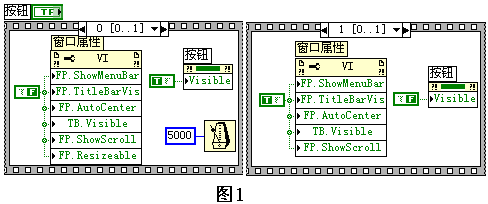 按钮 TF
0 [0..1]
窗口属性
VI
FP.ShowMenuBar
FP.TitleBarVis
FP.AutoCenter
TB.Visible
FP.ShowScroll
FP.Resizeable
F
按钮
T
Visible
5000
1 [0..1]
窗口属性
VI
FP.ShowMenuBar
FP.TitleBarVis
FP.AutoCenter
TB.Visible
FP.ShowScroll
T
按钮
F
Visible
图1